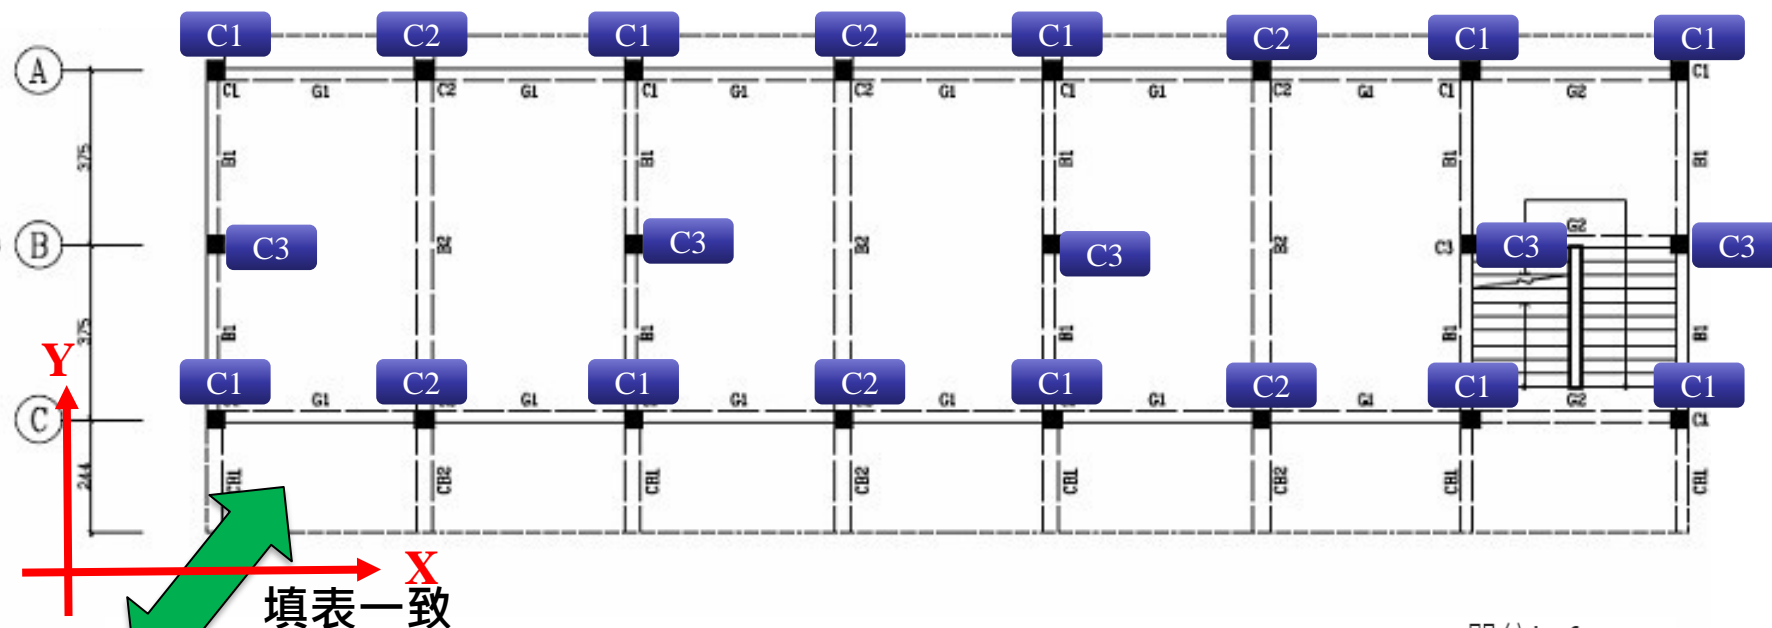 C1 C2 C1 C2 C1 C2 C1 C1
A
C1 G1 C2 G1 C1 G1 C2 G1 C1 G1 C2 G1 C1 G2 C1
375 B1 B1 B1 B1 B1
B C3 B2 C3 B2 C3 B2 C3 C3 G2 C3
375 B1 B1 B1 B1 B1
Y
C1 C2 C1 C2 C1 C2 C1 C1
G1 G1 G1 G1 G1 G1 G2
C C1
244 CB1 CB2 CB1 CB2 CB1 CB2 CB1 CB1
X
填表一致